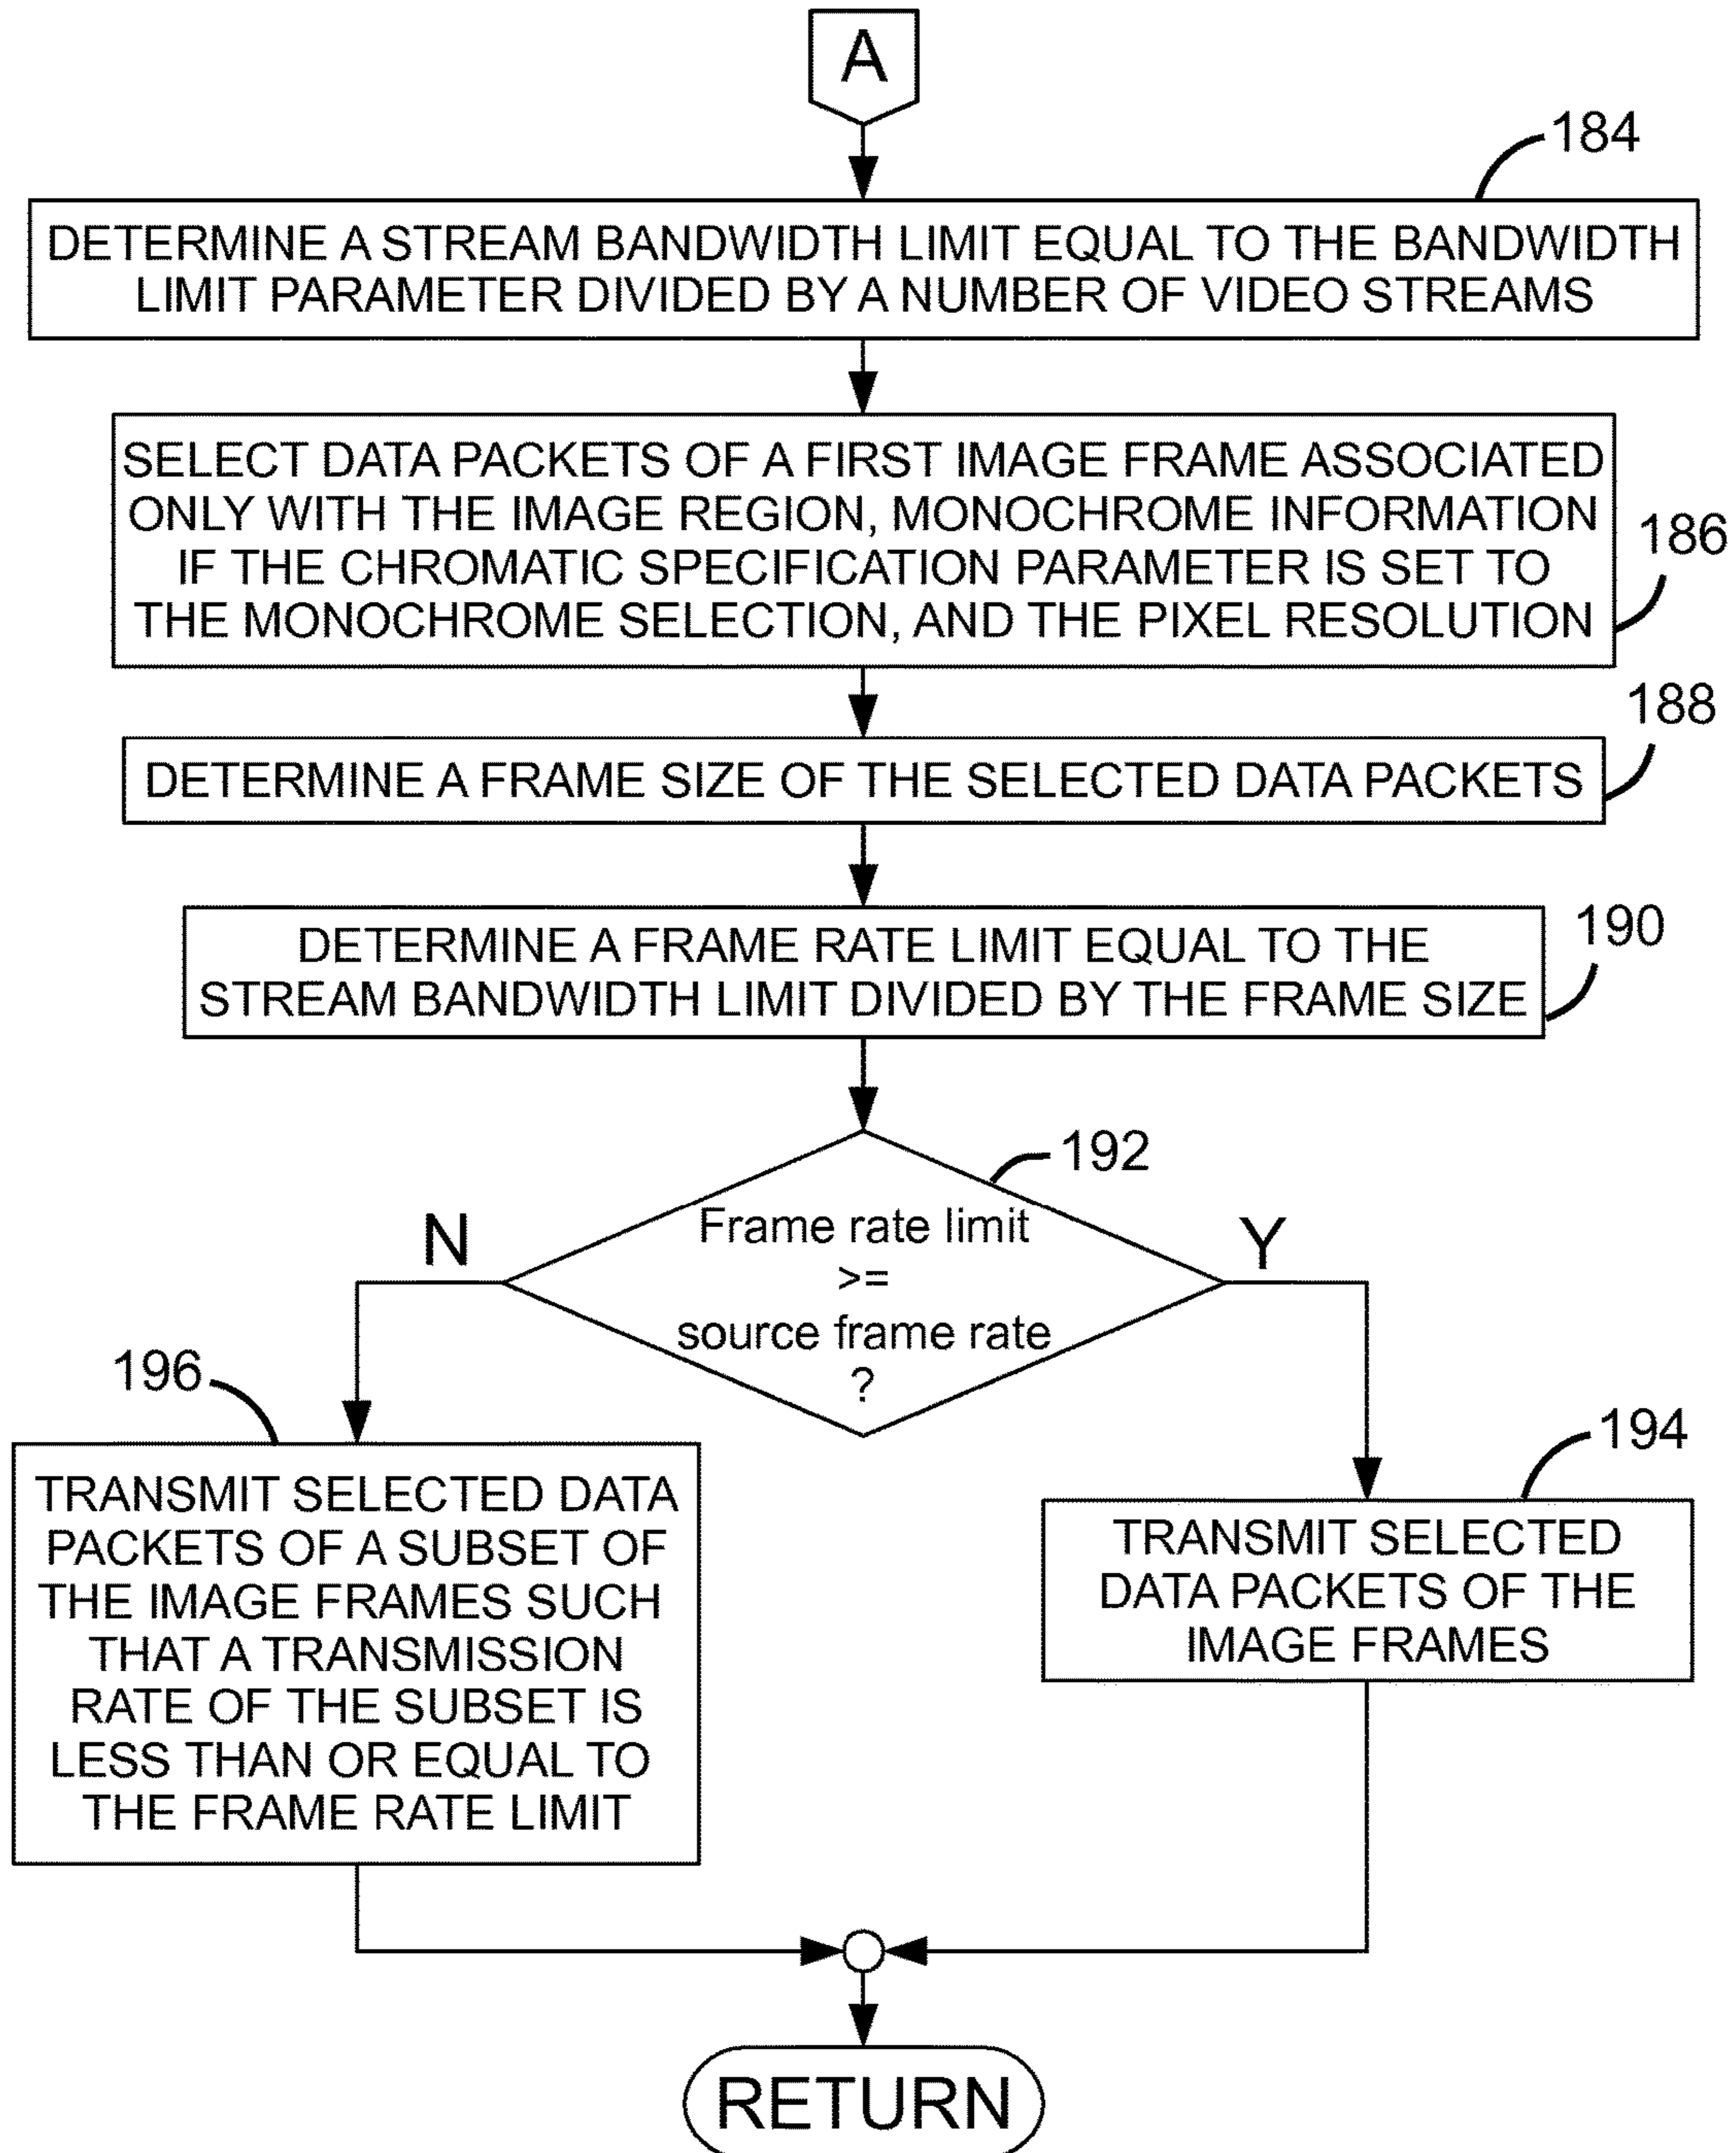 A
184
DETERMINE A STREAM BANDWIDTH LIMIT EQUAL TO THE BANDWIDTH
LIMIT PARAMETER DIVIDED BY A NUMBER OF VIDEO STREAMS
SELECT DATA PACKETS OF A FIRST IMAGE FRAME ASSOCIATED
ONLY WITH THE IMAGE REGION, MONOCHROME INFORMATION
IF THE CHROMATIC SPECIFICATION PARAMETER IS SET TO
THE MONOCHROME SELECTION, AND THE PIXEL RESOLUTION
186
188
DETERMINE A FRAME SIZE OF THE SELECTED DATA PACKETS
190
DETERMINE A FRAME RATE LIMIT EQUAL TO THE
STREAM BANDWIDTH LIMIT DIVIDED BY THE FRAME SIZE
192
N
Frame rate limit
>=
source frame rate
?
Y
196
TRANSMIT SELECTED DATA
PACKETS OF A SUBSET OF
THE IMAGE FRAMES SUCH
THAT A TRANSMISSION
RATE OF THE SUBSET IS
LESS THAN OR EQUAL TO
THE FRAME RATE LIMIT
194
TRANSMIT SELECTED
DATA PACKETS OF THE
IMAGE FRAMES
RETURN